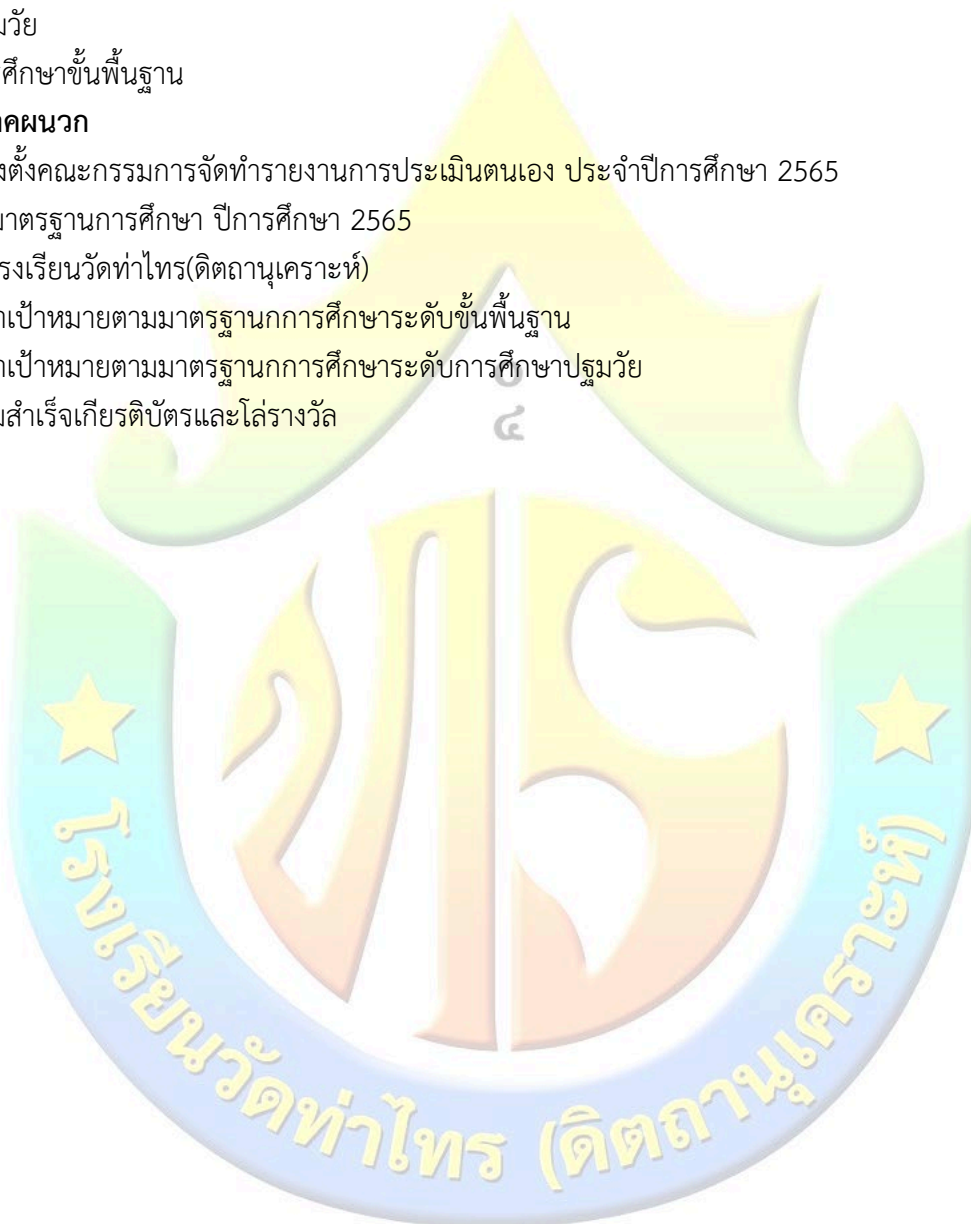 มวัย
รศึกษาขั้นพื้นฐาน
าคผนวก
งตั้งคณะกรรมการจัดทำรายงานการประเมินตนเอง ประจำปีการศึกษา 2565
มาตรฐานการศึกษา ปีการศึกษา 2565
รงเรียนวัดท่าไทร(ดิตถานุเคราะห์)
าเป้าหมายตามมาตรฐานกการศึกษาระดับขั้นพื้นฐาน
าเป้าหมายตามมาตรฐานกการศึกษาระดับการศึกษาปฐมวัย
มสำเร็จเกียรติบัตรและโล่รางวัล
๔
ทร
โรงเรียนวัดท่าไทร (ดิตถานุเคราะห์)